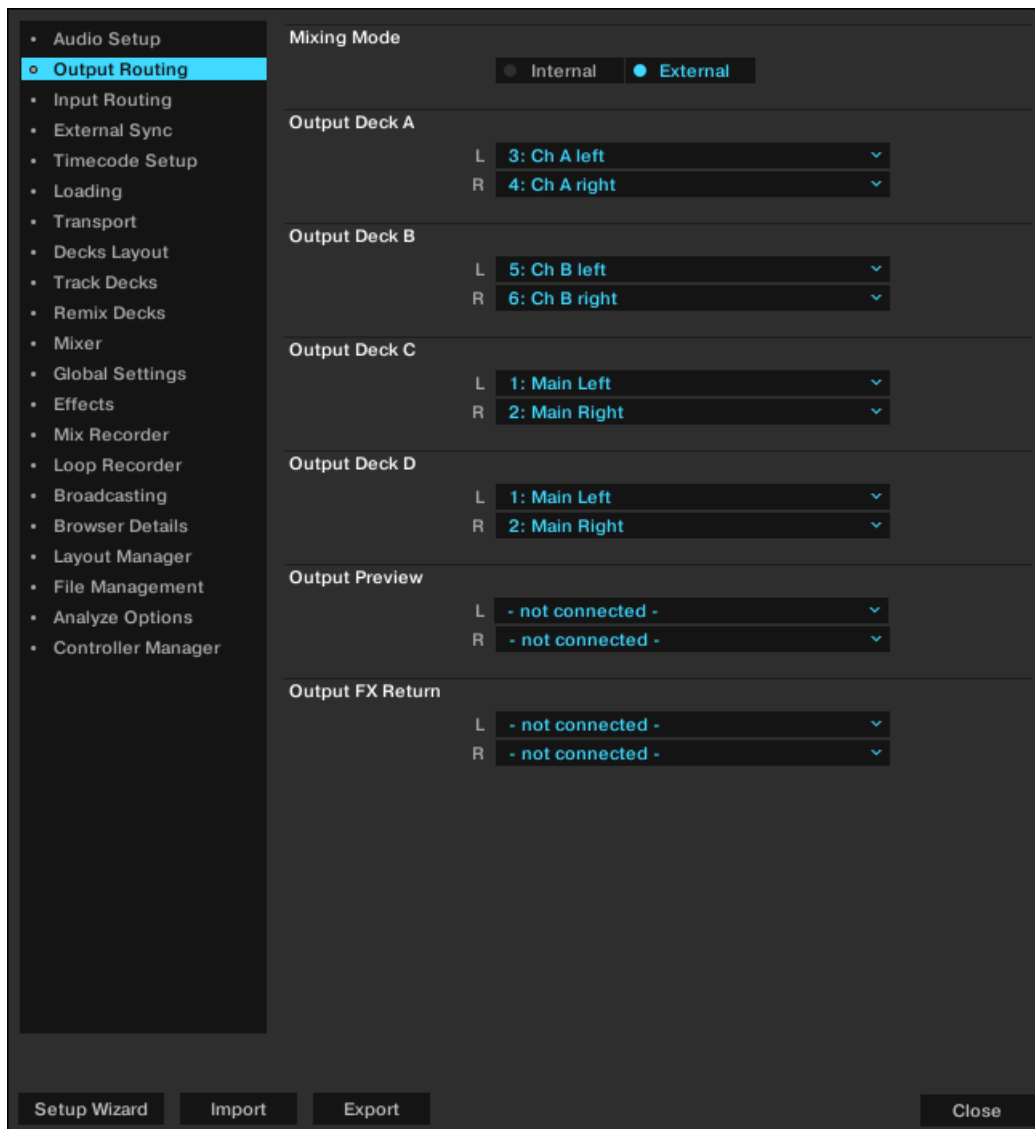 Audio Setup
Output Routing
Input Routing
External Sync
Timecode Setup
Loading
Transport
Decks Layout
Track Decks
Remix Decks
Mixer
Global Settings
Effects
Mix Recorder
Loop Recorder
Broadcasting
Browser Details
Layout Manager
File Management
Analyze Options
Controller Manager
Mixing Mode
Internal External
Output Deck A
L 3: Ch A left
R 4: Ch A right
Output Deck B
L 5: Ch B left
R 6: Ch B right
Output Deck C
L 1: Main Left
R 2: Main Right
Output Deck D
L 1: Main Left
R 2: Main Right
Output Preview
L - not connected -
R - not connected -
Output FX Return
L - not connected -
R - not connected -
Setup Wizard Import Export Close